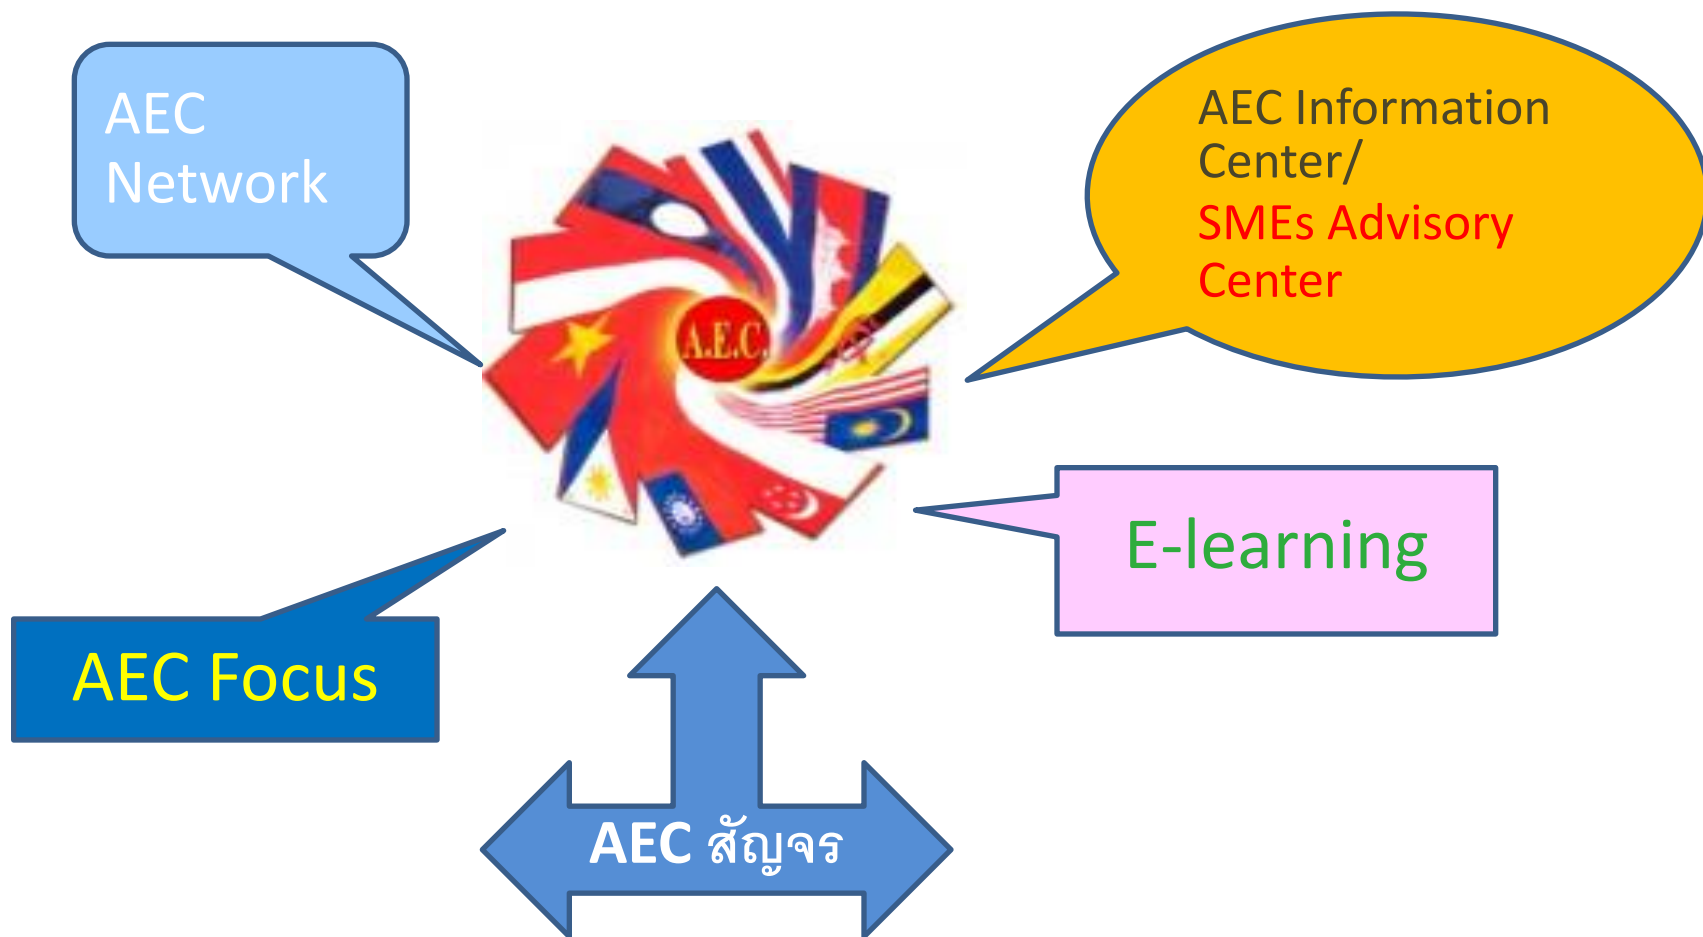 AEC
Network
AEC Information
Center/
SMEs Advisory
Center
A.E.C.
E-learning
AEC Focus
AEC สัญจร